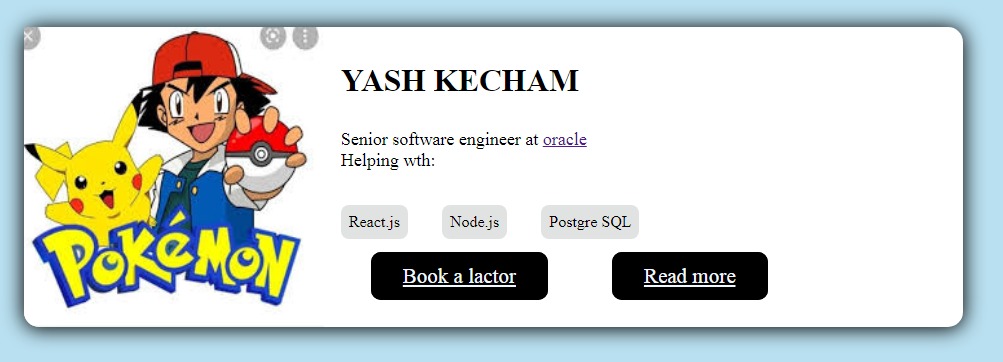 POKéMON
YASH KECHAM
Senior software engineer at oracle
Helping wth:
React.js Node.js Postgre SQL
Book a lactor Read more